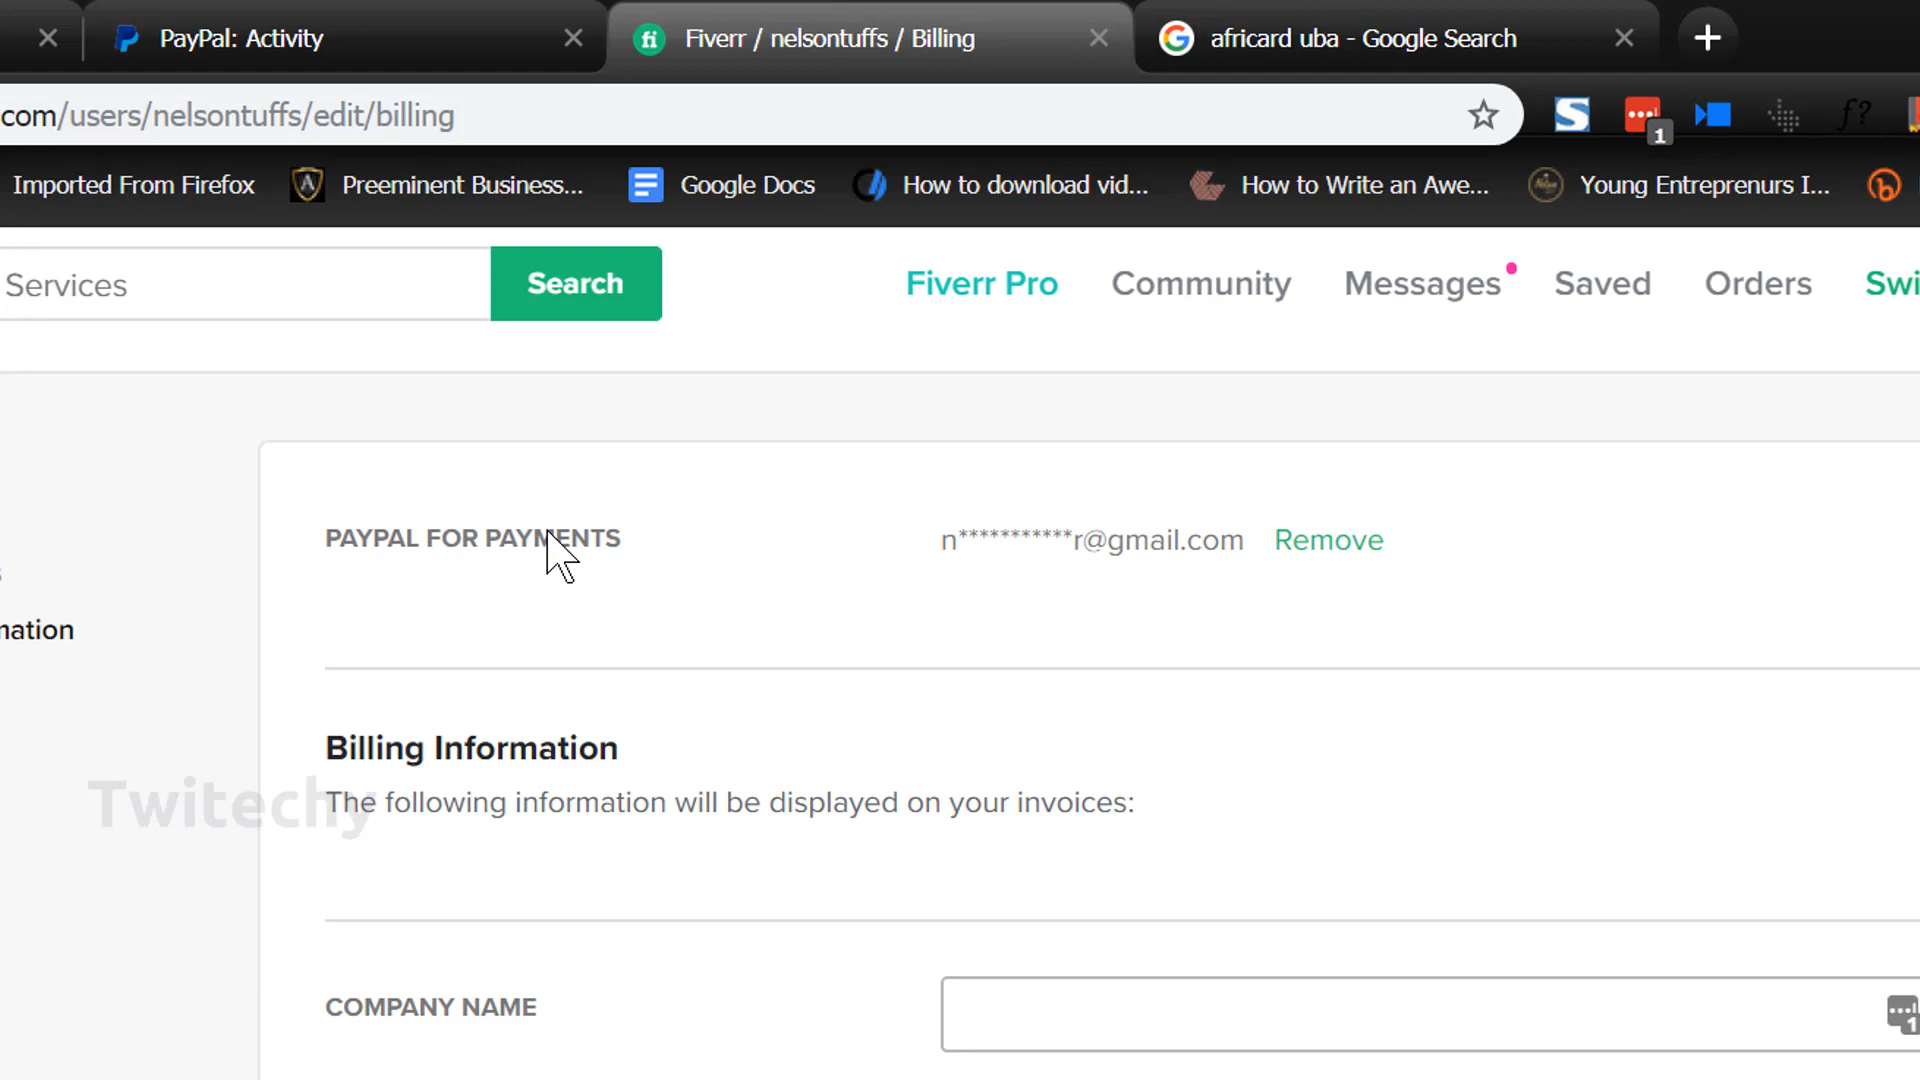 PayPal: Activity
Fiverr / nelsontuffs / Billing
africard uba - Google Search
com/users/nelsontuffs/edit/billing
1
Imported From Firefox
Preeminent Business...
Google Docs
How to download vid...
How to Write an Awe...
Young Entreprenurs I...
Services
Search
Fiverr Pro
Community
Messages
Saved
Orders
Swi
PAYPAL FOR PAYMENTS
n***********r@gmail.com
Remove
mation
Billing Information
Twitechy
The following information will be displayed on your invoices:
COMPANY NAME
1